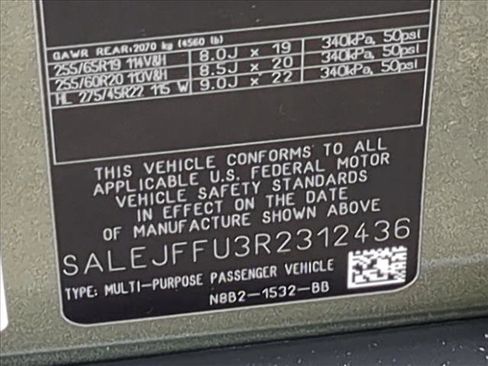 GAWR REAR:2070 kg (4560 lb)
255/65R19 114V&H 8.0J × 19 340kPa, 50psi
255/60R20 113V&H 8.5J × 20 340kPa, 50psi
HL 275/45R22 115 W 9.0J × 22 340kPa, 50psi
THIS VEHICLE CONFORMS TO ALL
APPLICABLE U.S. FEDERAL MOTOR
VEHICLE SAFETY STANDARDS
IN EFFECT ON THE DATE
OF MANUFACTURE SHOWN ABOVE
SALEJFFU3R2312436
TYPE: MULTI-PURPOSE PASSENGER VEHICLE
N8B2-1532-BB